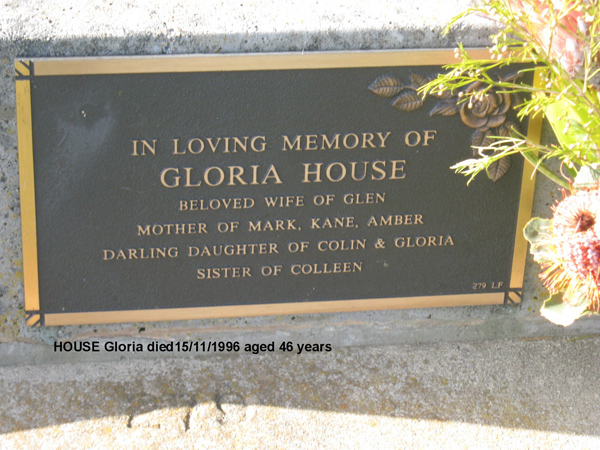 IN LOVING MEMORY OF
GLORIA HOUSE
BELOVED WIFE OF GLEN
MOTHER OF MARK, KANE, AMBER
DARLING DAUGHTER OF COLIN & GLORIA
SISTER OF COLLEEN
279 LF
HOUSE Gloria died15/11/1996 aged 46 years